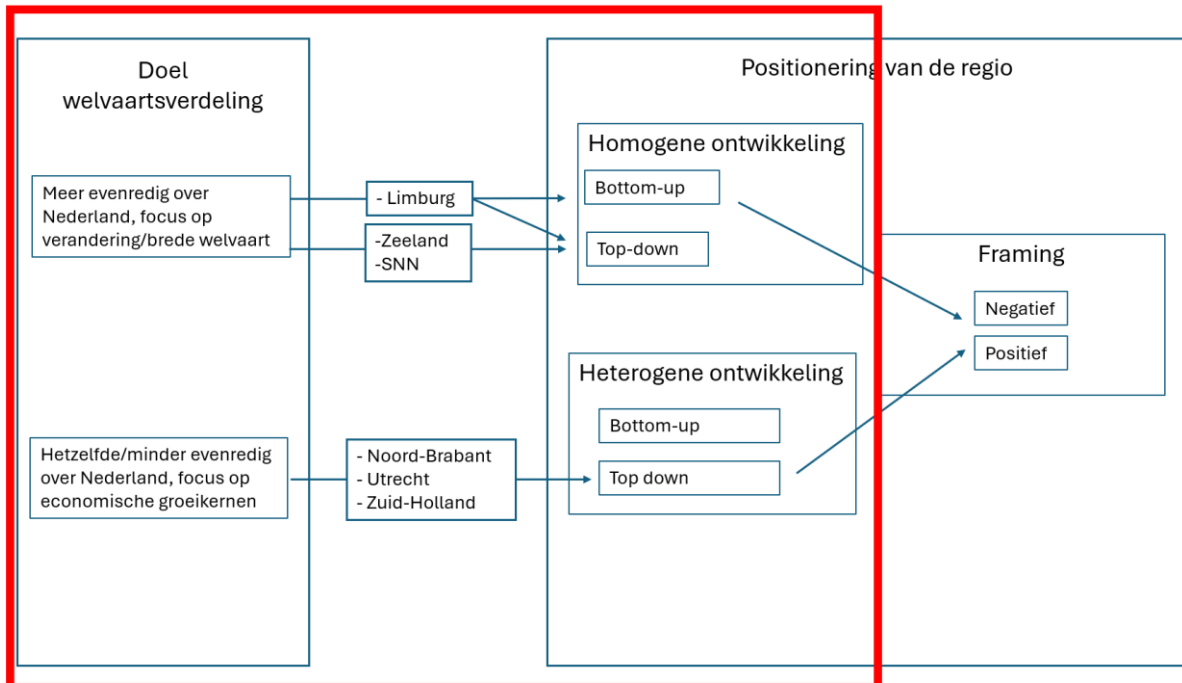 Doel
welvaartsverdeling
Meer evenredig over
Nederland, focus op
verandering/brede welvaart
Hetzelfde/minder evenredig
over Nederland, focus op
economische groeikernen
- Limburg
-Zeeland
-SNN
- Noord-Brabant
- Utrecht
- Zuid-Holland
Positionering van de regio
Homogene ontwikkeling
Bottom-up
Top-down
Heterogene ontwikkeling
Bottom-up
Top down
Framing
Negatief
Positief